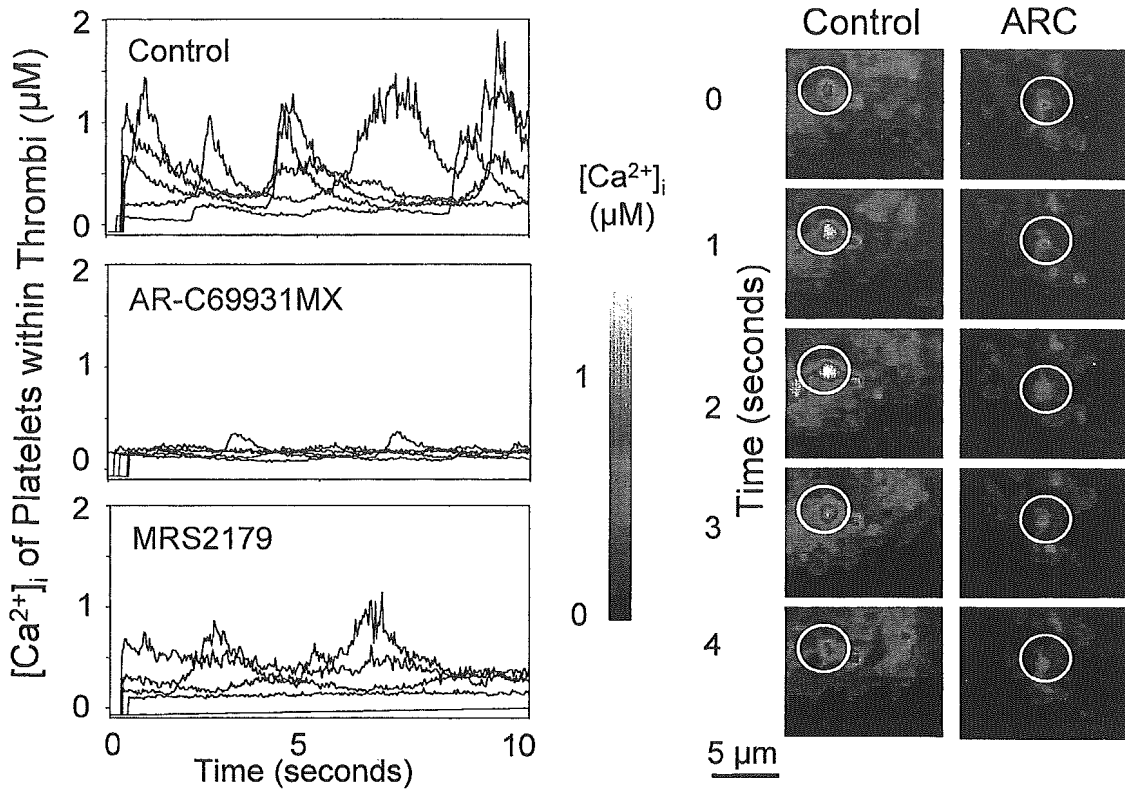 [Ca²⁺]ᵢ of Platelets within Thrombi (µM)
2
Control
1
0
2
AR-C69931MX
1
0
2
MRS2179
1
0
0
5
10
Time (seconds)
[Ca²⁺]ᵢ
(µM)
1
0
Control
ARC
Time (seconds)
0
1
2
3
4
5 µm